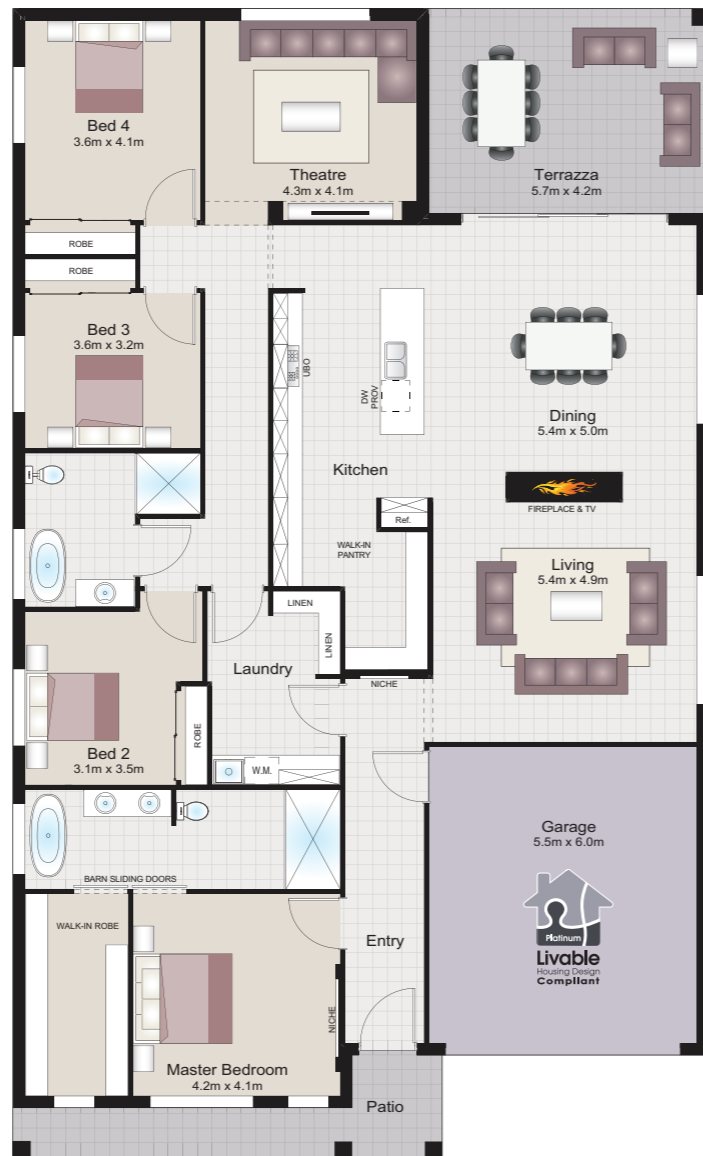 Bed 4
3.6m x 4.1m
Theatre
4.3m x 4.1m
Terrazza
5.7m x 4.2m
ROBE
ROBE
Bed 3
3.6m x 3.2m
UBO
DW
PROV
Dining
5.4m x 5.0m
Kitchen
FIREPLACE & TV
Ref.
WALK-IN
PANTRY
Living
5.4m x 4.9m
LINEN
LINEN
Laundry
NICHE
Bed 2
3.1m x 3.5m
ROBE
W.M.
Garage
5.5m x 6.0m
BARN SLIDING DOORS
WALK-IN ROBE
Entry
Platinum
Livable
Housing Design
Compliant
NICHE
Master Bedroom
4.2m x 4.1m
Patio